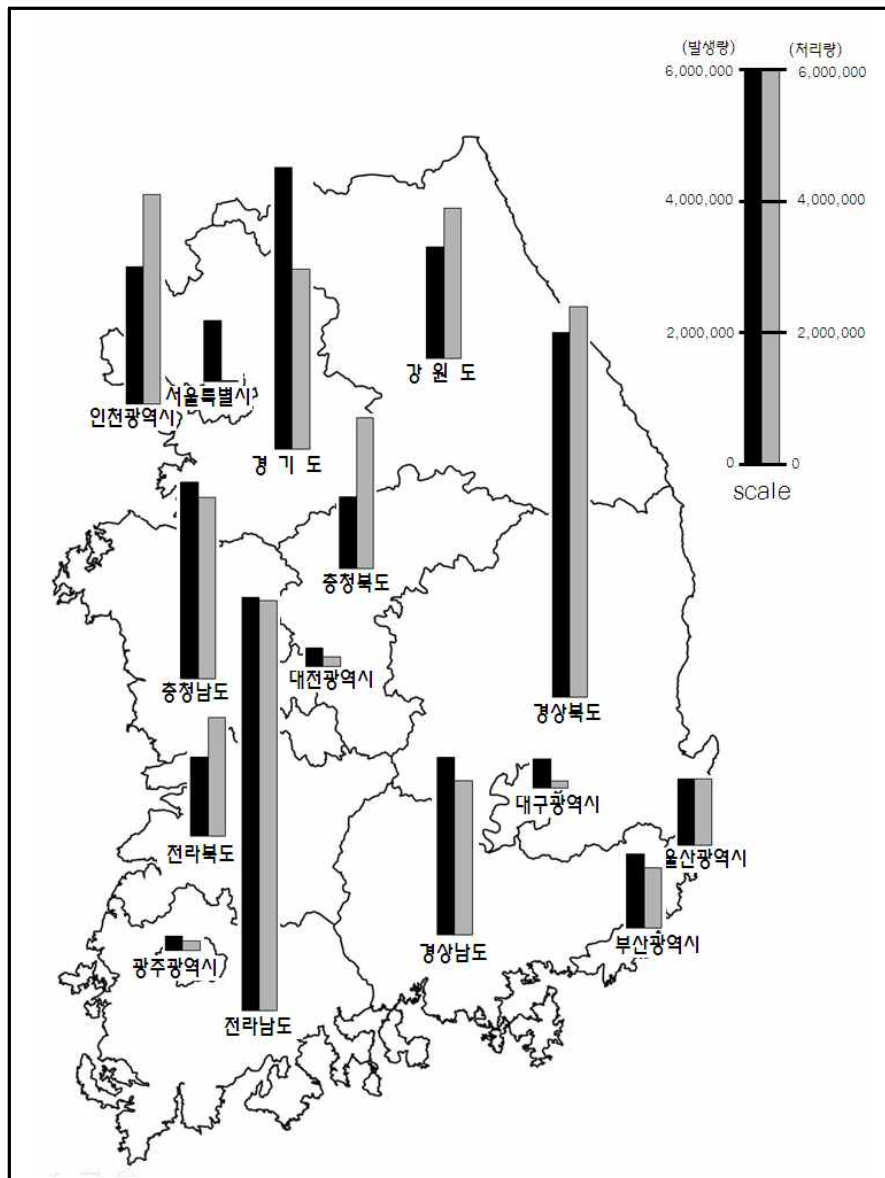 (발생량) (처리량)
6,000,000 6,000,000
4,000,000 4,000,000
2,000,000 2,000,000
0 0
scale
강 원 도
서울특별시
인천광역시
경 기 도
충청북도
대전광역시
충청남도
경상북도
대구광역시
전라북도
울산광역시
경상남도
부산광역시
광주광역시
전라남도